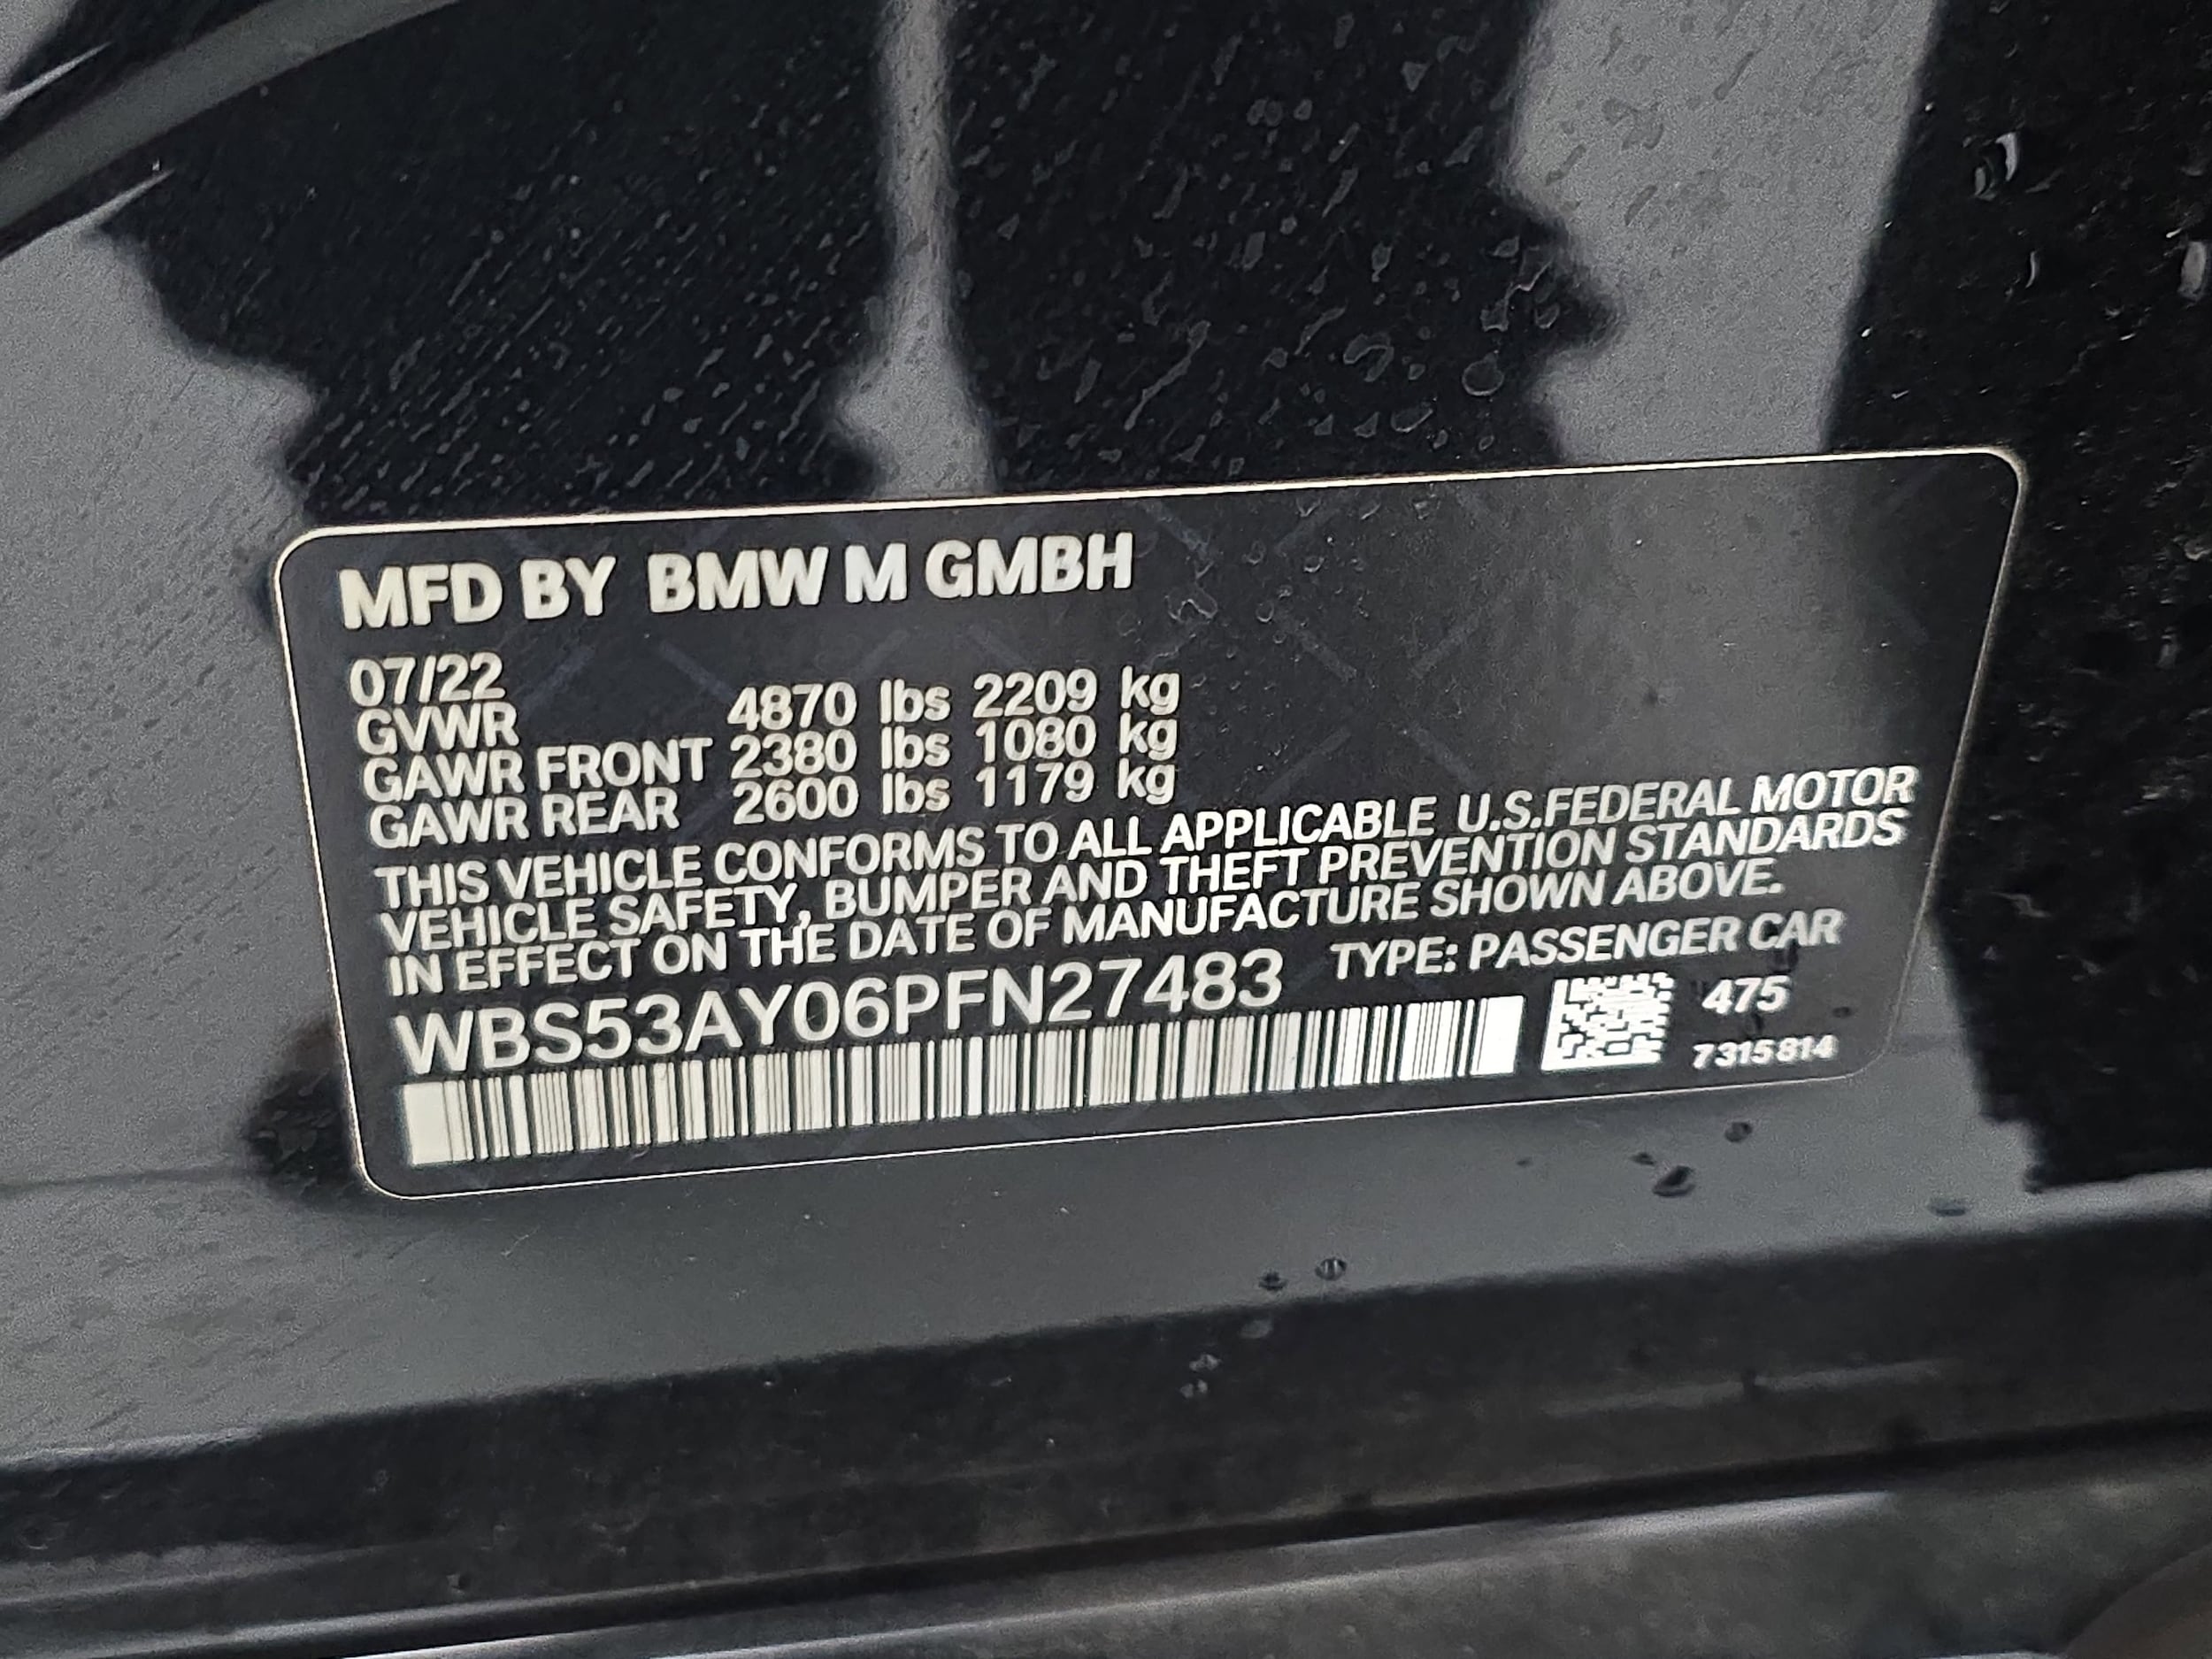 MFD BY BMW M GMBH
07/22
GVWR 4870 lbs 2209 kg
GAWR FRONT 2380 lbs 1080 kg
GAWR REAR 2600 lbs 1179 kg
THIS VEHICLE CONFORMS TO ALL APPLICABLE U.S.FEDERAL MOTOR
VEHICLE SAFETY, BUMPER AND THEFT PREVENTION STANDARDS
IN EFFECT ON THE DATE OF MANUFACTURE SHOWN ABOVE.
WBS53AY06PFN27483 TYPE: PASSENGER CAR
475
7315814